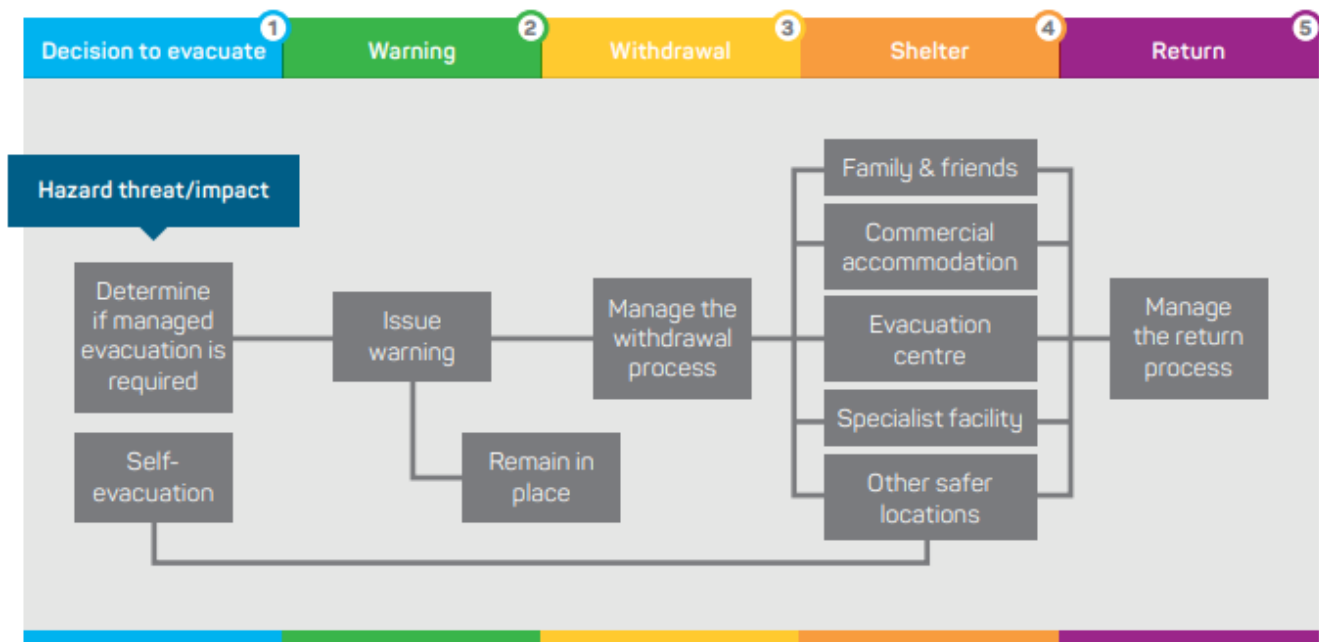 Decision to evacuate 1
Warning 2
Withdrawal 3
Shelter 4
Return 5
Hazard threat/impact
Determine
if managed
evacuation is
required
Self-
evacuation
Issue
warning
Remain in
place
Manage the
withdrawal
process
Family & friends
Commercial
accommodation
Evacuation
centre
Specialist facility
Other safer
locations
Manage
the return
process